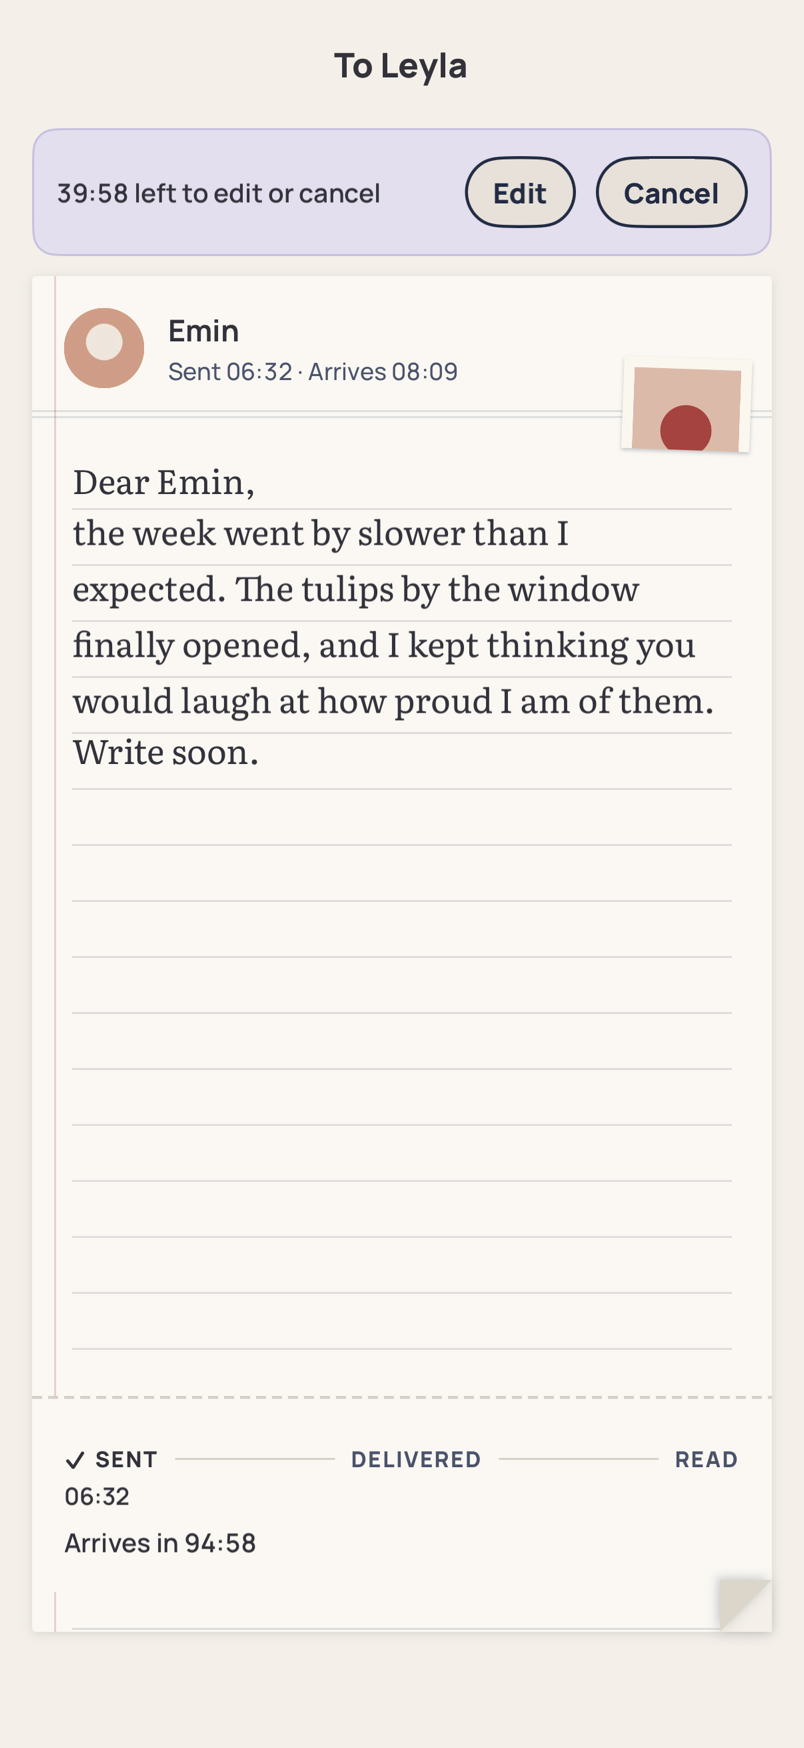 To Leyla
39:58 left to edit or cancel
Edit
Cancel
Emin
Sent 06:32 · Arrives 08:09
Dear Emin,
the week went by slower than I
expected. The tulips by the window
finally opened, and I kept thinking you
would laugh at how proud I am of them.
Write soon.
✓ SENT
DELIVERED
READ
06:32
Arrives in 94:58